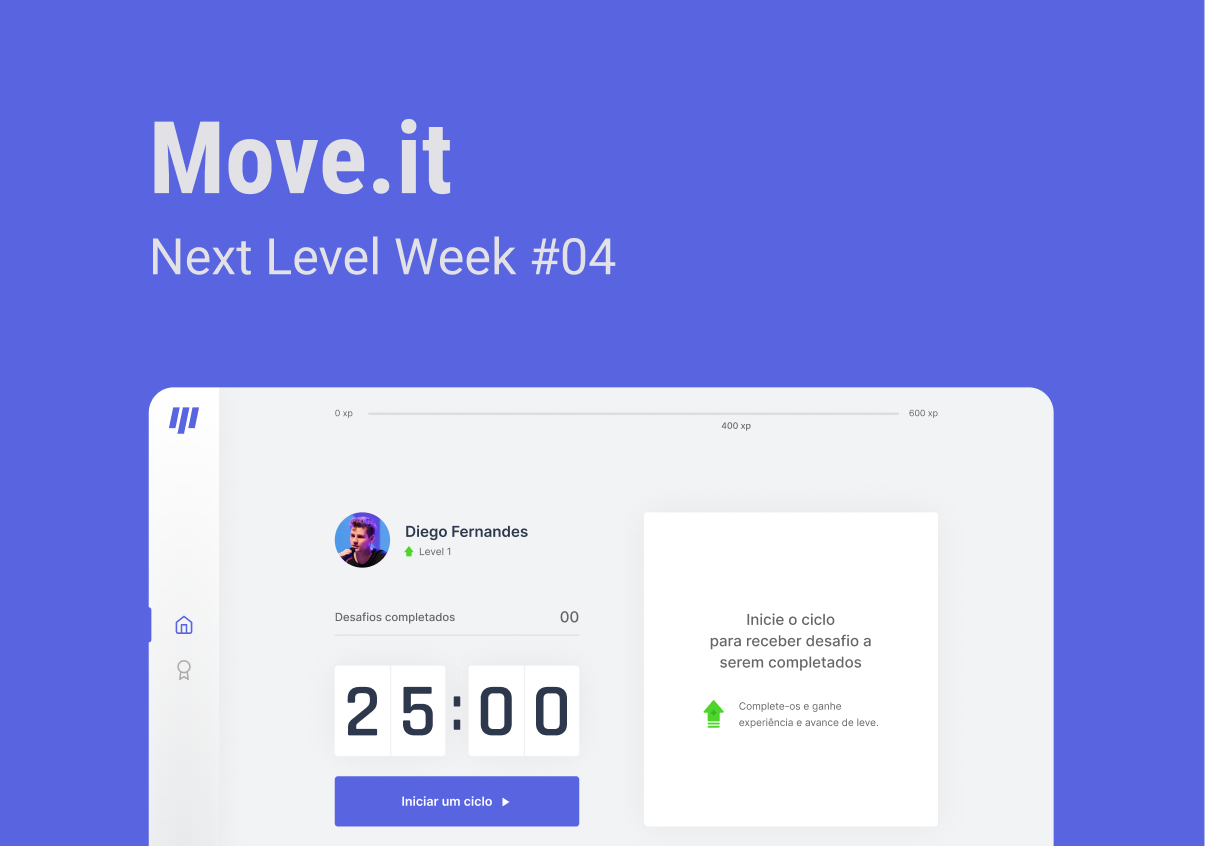 Move.it
Next Level Week #04
0 xp
600 xp
400 xp
Diego Fernandes
Level 1
Desafios completados
00
25:00
Iniciar um ciclo
Inicie o ciclo
para receber desafio a
serem completados
Complete-os e ganhe
experiência e avance de leve.